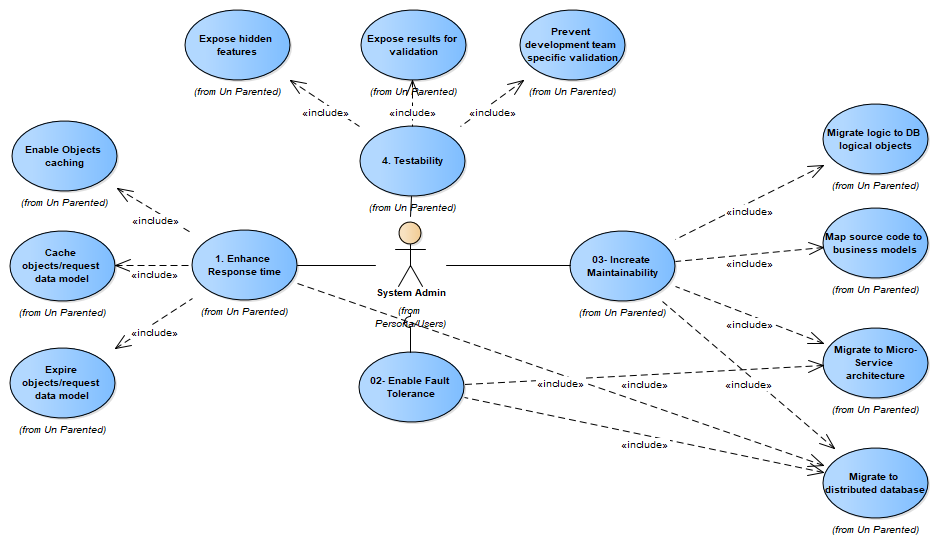 Expose hidden
features
(from Un Parented)
Expose results for
validation
(from Un Parented)
Prevent
development team
specific validation
(from Un Parented)
«include»
«include»
«include»
4. Testability
(from Un Parented)
Enable Objects
caching
(from Un Parented)
«include»
Cache
objects/request
data model
(from Un Parented)
«include»
Expire
objects/request
data model
(from Un Parented)
«include»
1. Enhance
Response time
(from Un Parented)
System Admin
(from
Persona/Users)
02- Enable Fault
Tolerance
03- Increate
Maintainability
(from Un Parented)
«include»
«include»
«include»
«include»
«include»
«include»
«include»
Migrate logic to DB
logical objects
(from Un Parented)
Map source code to
business models
(from Un Parented)
Migrate to Micro-
Service
architecture
(from Un Parented)
Migrate to
distributed database
(from Un Parented)